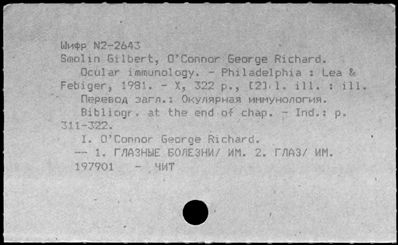 Шифр N2-2643
Smolin Gilbert, O'Connor George Richard.
Ocular immunology. - Philadelphia : Lea &
Febiger, 1981. - X, 322 p., [2] l. ill. : ill.
Перевод загл.: Окулярная иммунология.
Bibliogr. at the end of chap. - Ind.: p.
311-322.
I. O'Connor George Richard.
-- 1. ГЛАЗНЫЕ БОЛЕЗНИ/ ИМ. 2. ГЛАЗ/ ИМ.
197901 - ЧИТ